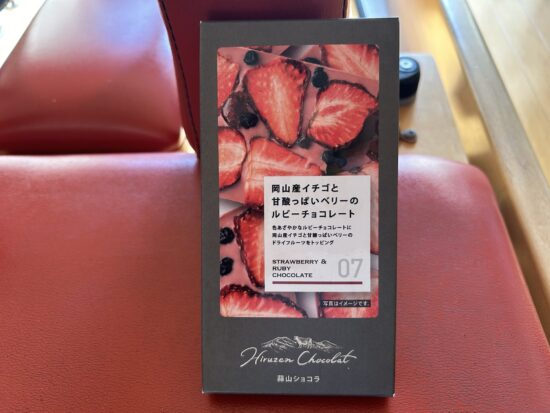 岡山産イチゴと
甘酸っぱいベリーの
ルビーチョコレート
色あざやかなルビーチョコレートに
岡山産イチゴと甘酸っぱいベリーの
ドライフルーツをトッピング
STRAWBERRY &
RUBY
CHOCOLATE
07
写真はイメージです。
Hiruzen Chocolat
蒜山ショコラ